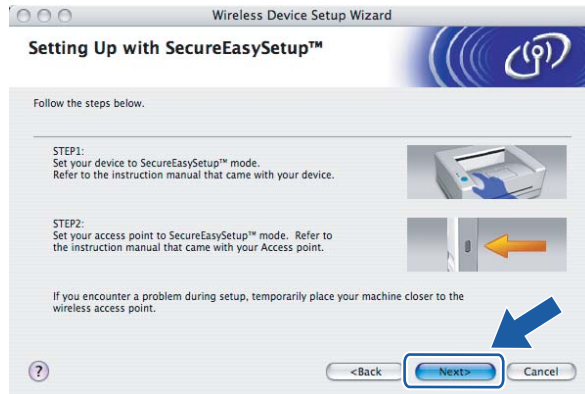 Wireless Device Setup Wizard
Setting Up with SecureEasySetup™
Follow the steps below.
STEP1:
Set your device to SecureEasySetup™ mode.
Refer to the instruction manual that came with your device.
STEP2:
Set your access point to SecureEasySetup™ mode. Refer to
the instruction manual that came with your Access point.
If you encounter a problem during setup, temporarily place your machine closer to the
wireless access point.
? <Back Next> Cancel